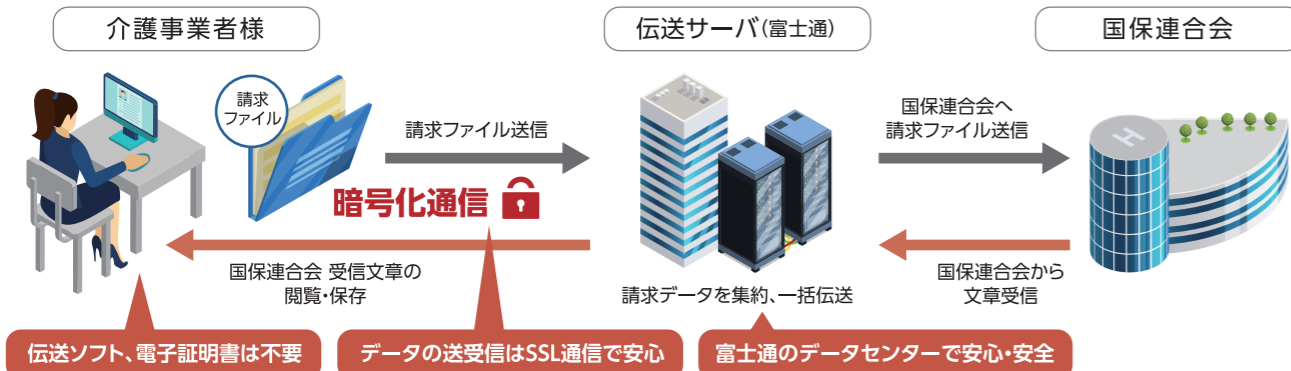 介護事業者様
伝送サーバ(富士通)
国保連合会
請求
ファイル
請求ファイル送信
国保連合会へ
請求ファイル送信
暗号化通信
国保連合会 受信文章の
閲覧・保存
請求データを集約、一括伝送
国保連合会から
文章受信
伝送ソフト、電子証明書は不要
データの送受信はSSL通信で安心
富士通のデータセンターで安心・安全